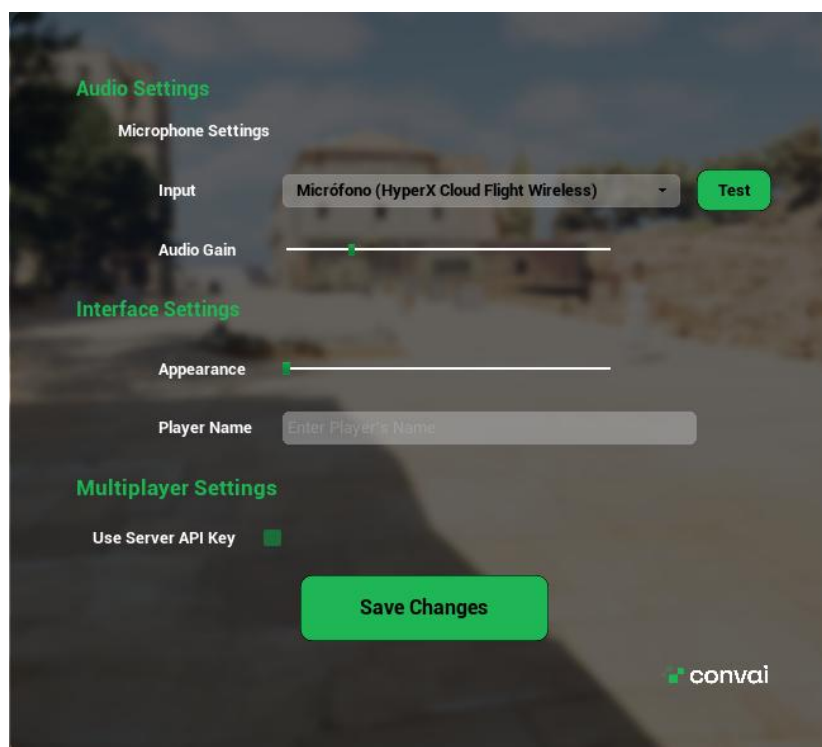 Audio Settings
Microphone Settings
Input Micrófono (HyperX Cloud Flight Wireless) Test
Audio Gain
Interface Settings
Appearance
Player Name Enter Player's Name
Multiplayer Settings
Use Server API Key
Save Changes
convai